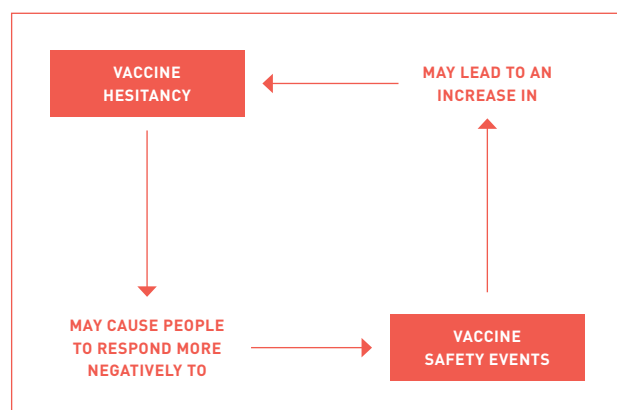 VACCINE
HESITANCY
MAY LEAD TO AN
INCREASE IN
MAY CAUSE PEOPLE
TO RESPOND MORE
NEGATIVELY TO
VACCINE
SAFETY EVENTS